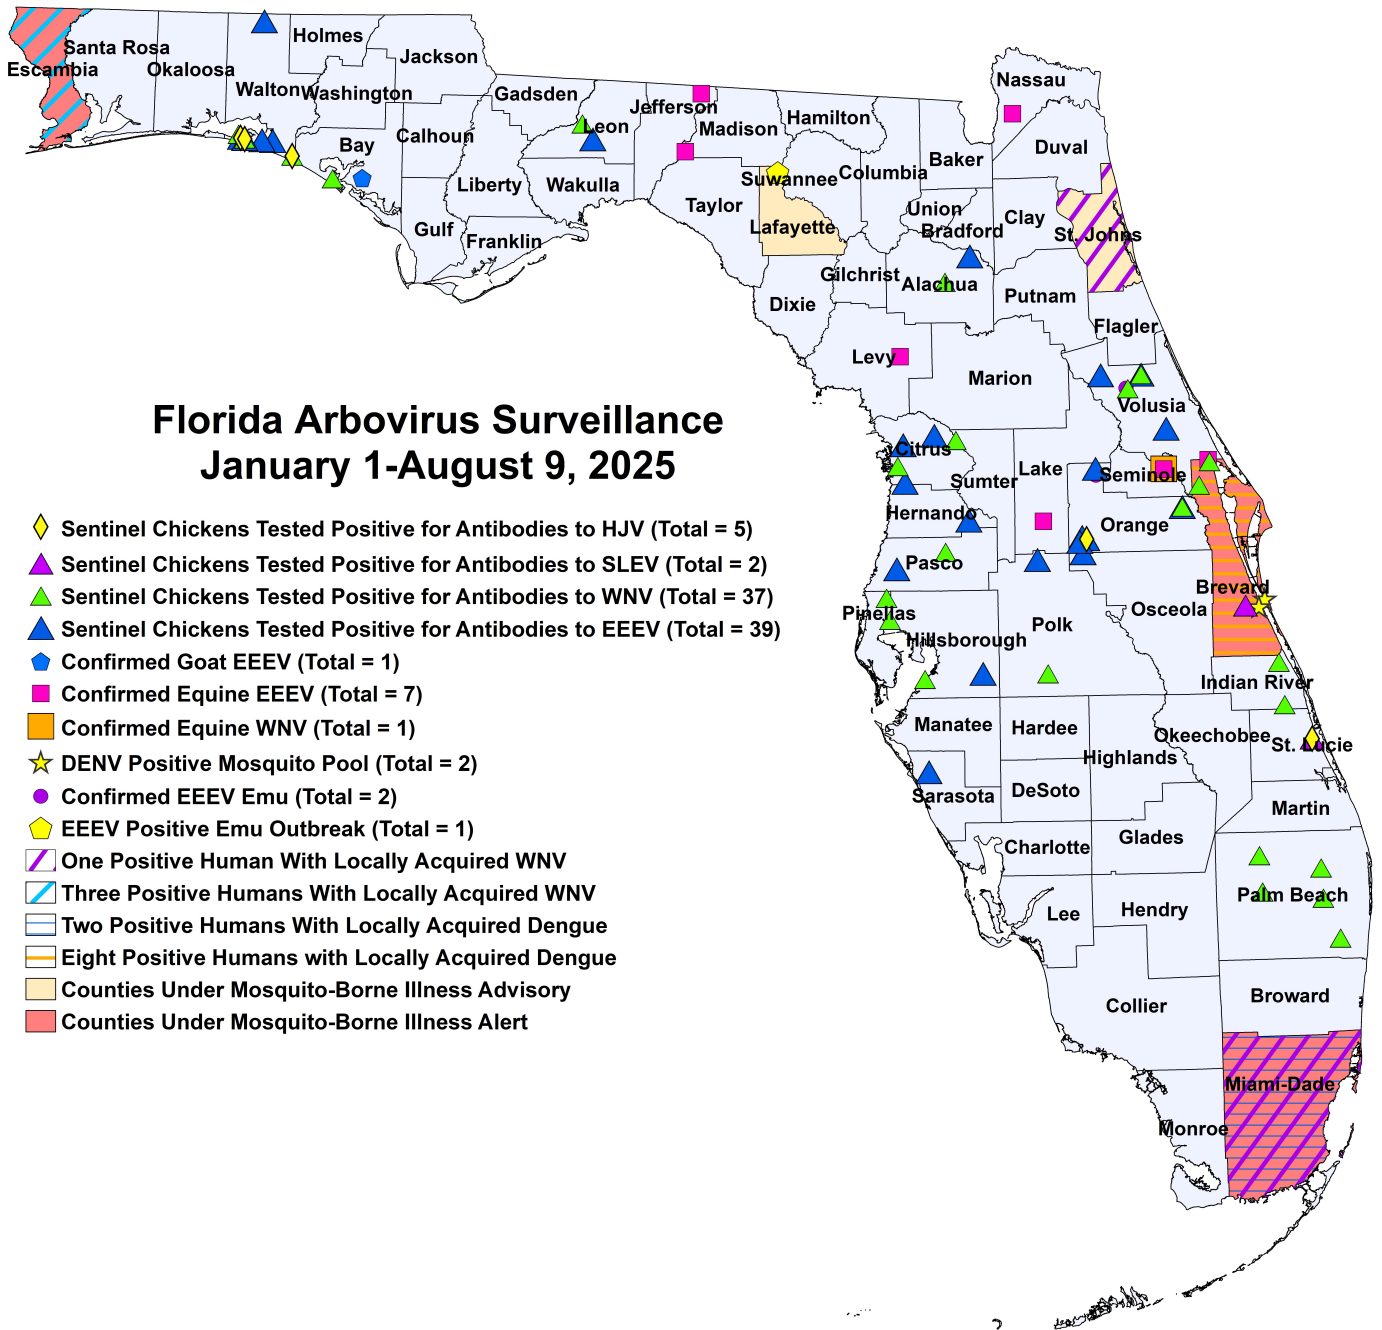 Holmes
Jackson
Santa Rosa
Escambia
Okaloosa
Walton
Washington
Gadsden
Jefferson
Leon
Madison
Hamilton
Nassau
Bay
Calhoun
Liberty
Wakulla
Gulf
Franklin
Taylor
Suwannee
Lafayette
Columbia
Baker
Duval
Union
Bradford
Clay
St. Johns
Dixie
Gilchrist
Alachua
Putnam
Flagler
Levy
Marion
Volusia
Florida Arbovirus Surveillance
January 1-August 9, 2025
Citrus
Sumter
Lake
Seminole
Hernando
Orange
Pasco
Brevard
Osceola
Pinellas
Hillsborough
Polk
Indian River
Manatee
Hardee
Okeechobee
St. Lucie
Highlands
Sarasota
DeSoto
Martin
Charlotte
Glades
Palm Beach
Lee
Hendry
Collier
Broward
Miami-Dade
Monroe
Sentinel Chickens Tested Positive for Antibodies to HJV (Total = 5)
Sentinel Chickens Tested Positive for Antibodies to SLEV (Total = 2)
Sentinel Chickens Tested Positive for Antibodies to WNV (Total = 37)
Sentinel Chickens Tested Positive for Antibodies to EEEV (Total = 39)
Confirmed Goat EEEV (Total = 1)
Confirmed Equine EEEV (Total = 7)
Confirmed Equine WNV (Total = 1)
DENV Positive Mosquito Pool (Total = 2)
Confirmed EEEV Emu (Total = 2)
EEEV Positive Emu Outbreak (Total = 1)
One Positive Human With Locally Acquired WNV
Three Positive Humans With Locally Acquired WNV
Two Positive Humans With Locally Acquired Dengue
Eight Positive Humans with Locally Acquired Dengue
Counties Under Mosquito-Borne Illness Advisory
Counties Under Mosquito-Borne Illness Alert